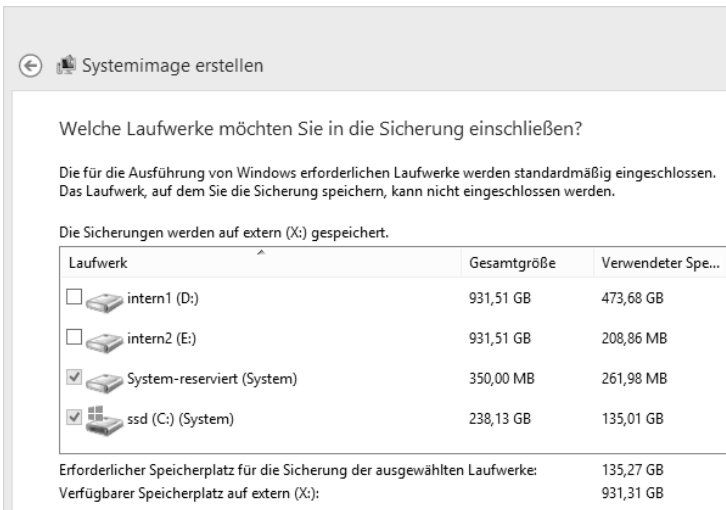 Systemimage erstellen
Welche Laufwerke möchten Sie in die Sicherung einschließen?
Die für die Ausführung von Windows erforderlichen Laufwerke werden standardmäßig eingeschlossen.
Das Laufwerk, auf dem Sie die Sicherung speichern, kann nicht eingeschlossen werden.
Die Sicherungen werden auf extern (X:) gespeichert.
Laufwerk Gesamtgröße Verwendeter Spe...
intern1 (D:) 931,51 GB 473,68 GB
intern2 (E:) 931,51 GB 208,86 MB
System-reserviert (System) 350,00 MB 261,98 MB
ssd (C:) (System) 238,13 GB 135,01 GB
Erforderlicher Speicherplatz für die Sicherung der ausgewählten Laufwerke: 135,27 GB
Verfügbarer Speicherplatz auf extern (X:): 931,31 GB